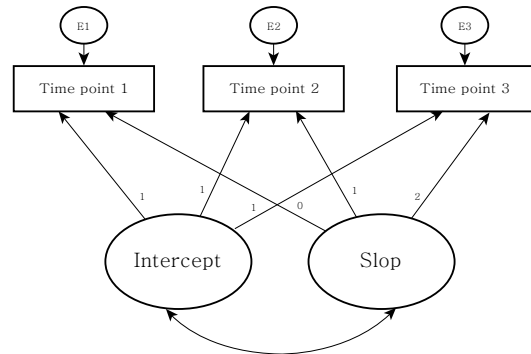 E1 E2 E3
Time point 1 Time point 2 Time point 3
1 1 1 0 1 2
Intercept Slop